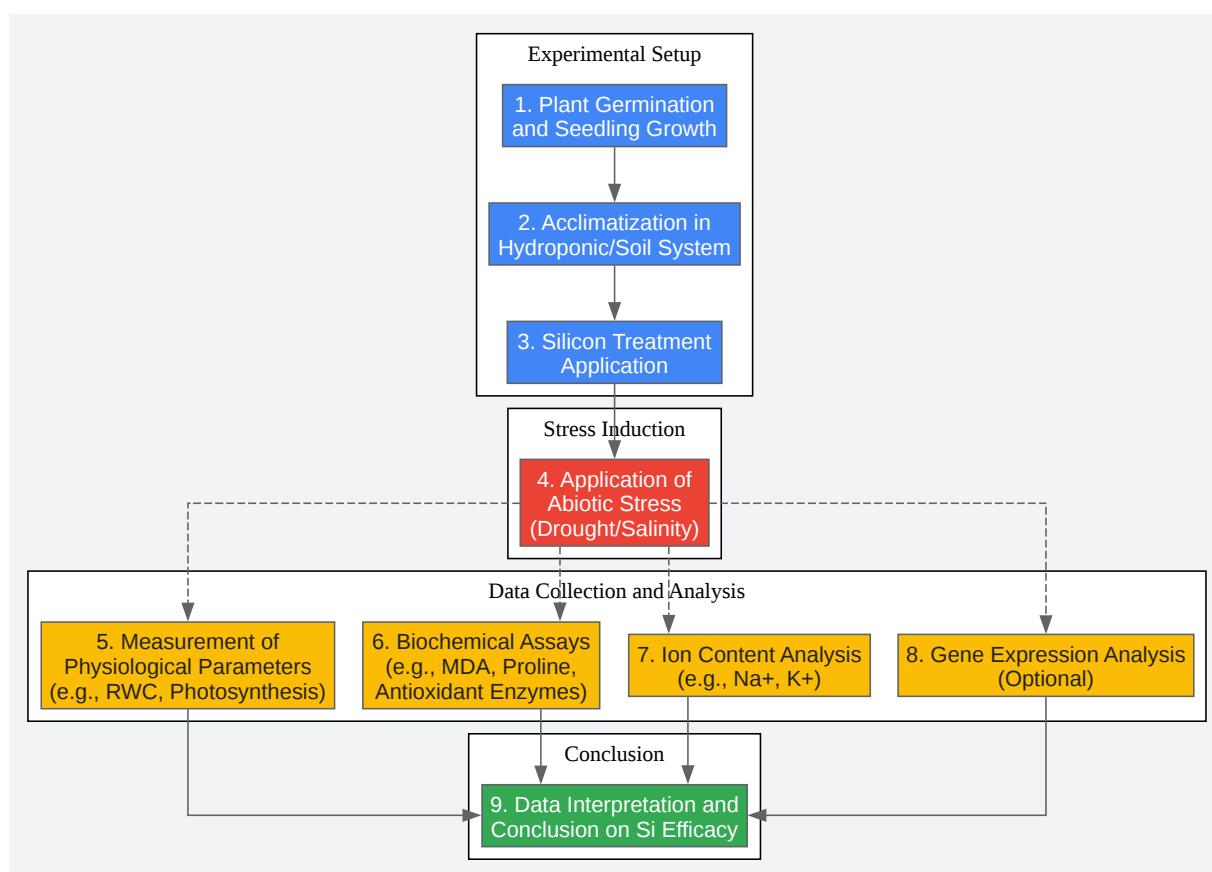 Experimental Setup
1. Plant Germination
and Seedling Growth
2. Acclimatization in
Hydroponic/Soil System
3. Silicon Treatment
Application
Stress Induction
4. Application of
Abiotic Stress
(Drought/Salinity)
Data Collection and Analysis
5. Measurement of
Physiological Parameters
(e.g., RWC, Photosynthesis)
6. Biochemical Assays
(e.g., MDA, Proline,
Antioxidant Enzymes)
7. Ion Content Analysis
(e.g., Na+, K+)
8. Gene Expression Analysis
(Optional)
Conclusion
9. Data Interpretation and
Conclusion on Si Efficacy